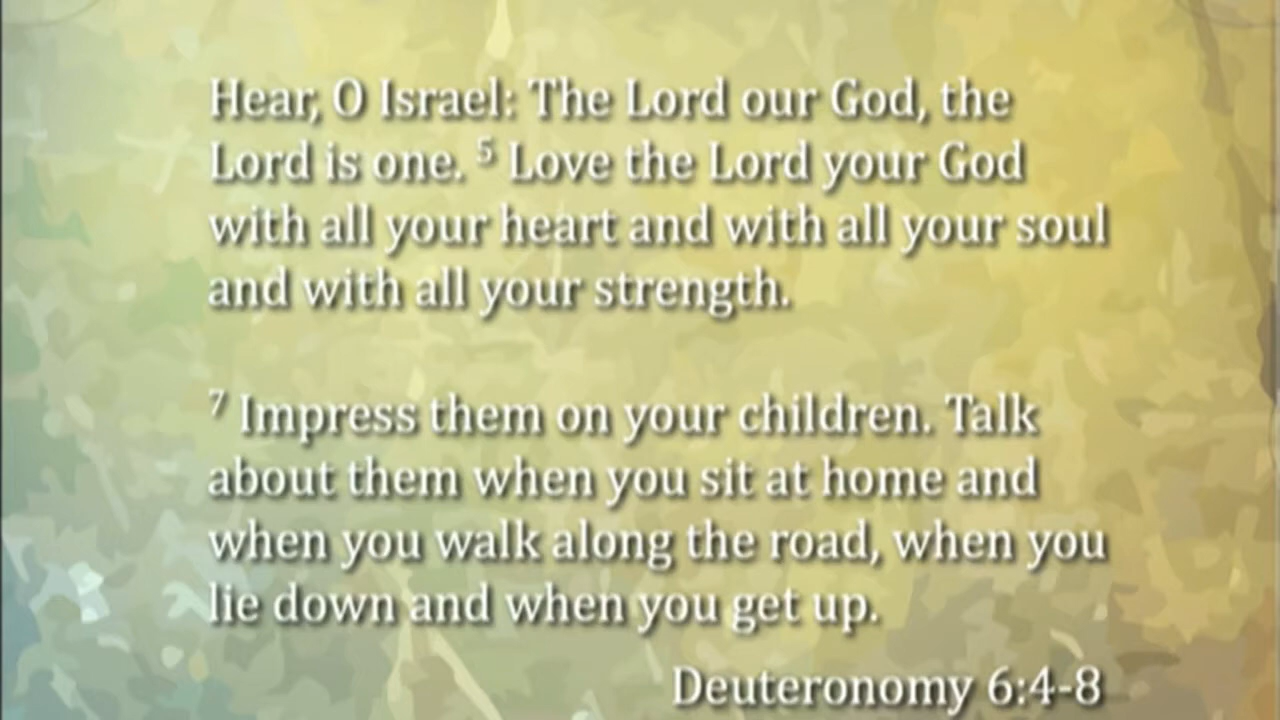 Hear, O Israel: The Lord our God, the
Lord is one. ⁵ Love the Lord your God
with all your heart and with all your soul
and with all your strength.
⁷ Impress them on your children. Talk
about them when you sit at home and
when you walk along the road, when you
lie down and when you get up.
Deuteronomy 6:4-8